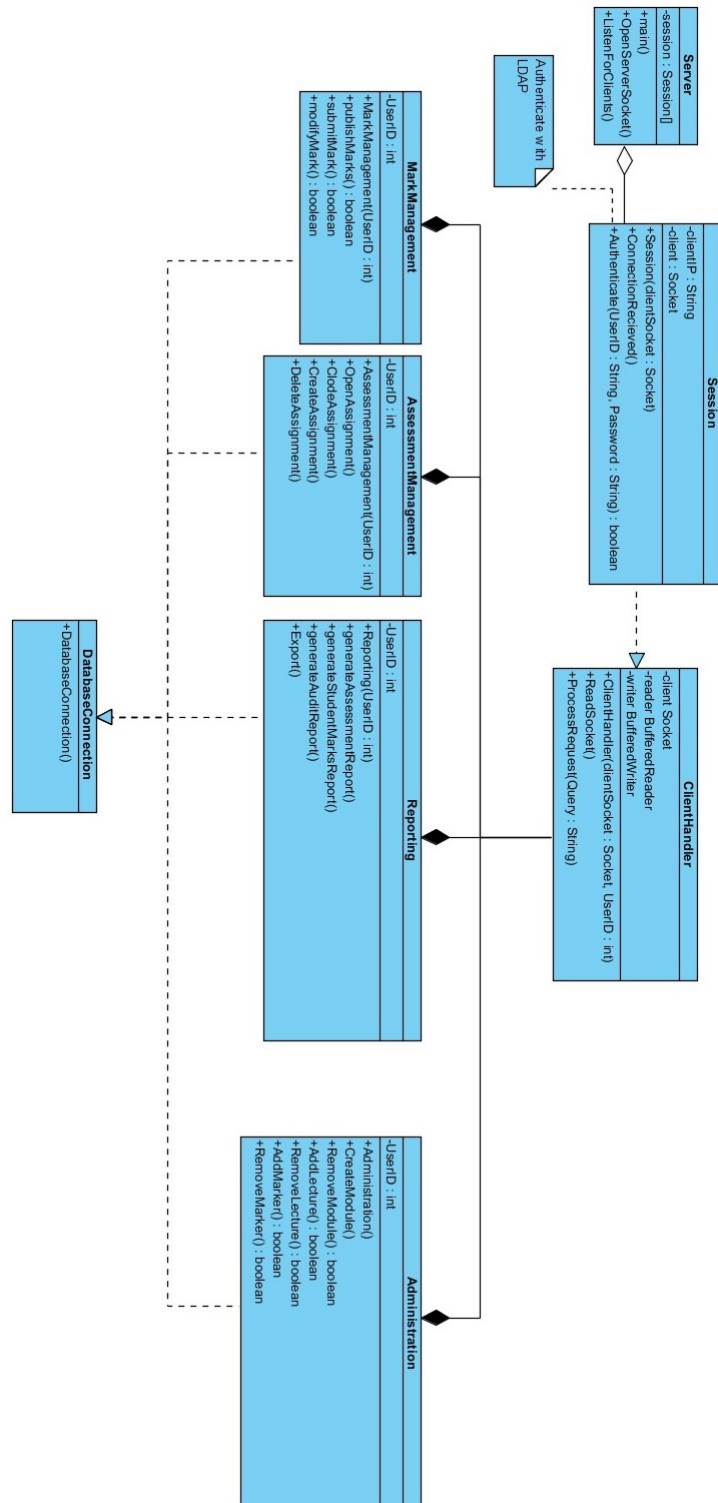 Server
-session : Session[]
+main()
+OpenServerSocket()
+ListenForClients()
Authenticate with
LDAP
Session
-clientIP : String
-client : Socket
+Session(clientSocket : Socket)
+ConnectionRecieved()
+Authenticate(UserID : String, Password : String) : boolean
ClientHandler
-client Socket
-reader BufferedReader
-writer BufferedWriter
+ClientHandler(clientSocket : Socket, UserID : int)
+ReadSocket()
+ProcessRequest(Query : String)
MarkManagement
-UserID : int
+MarkManagement(UserID : int)
+publishMarks() : boolean
+submitMark() : boolean
+modifyMark() : boolean
AssessmentManagement
-UserID : int
+AssessmentManagement(UserID : int)
+OpenAssignment()
+ClodeAssignment()
+CreateAssignment()
+DeleteAssignment()
Reporting
-UserID : int
+Reporting(UserID : int)
+generateAssessmentReport()
+generateStudentMarksReport()
+generateAuditReport()
+Export()
Administration
-UserID : int
+Administration()
+CreateModule()
+RemoveModule() : boolean
+AddLecture() : boolean
+RemoveLecture() : boolean
+AddMarker() : boolean
+RemoveMarker() : boolean
DatabaseConnection
+DatabaseConnection()